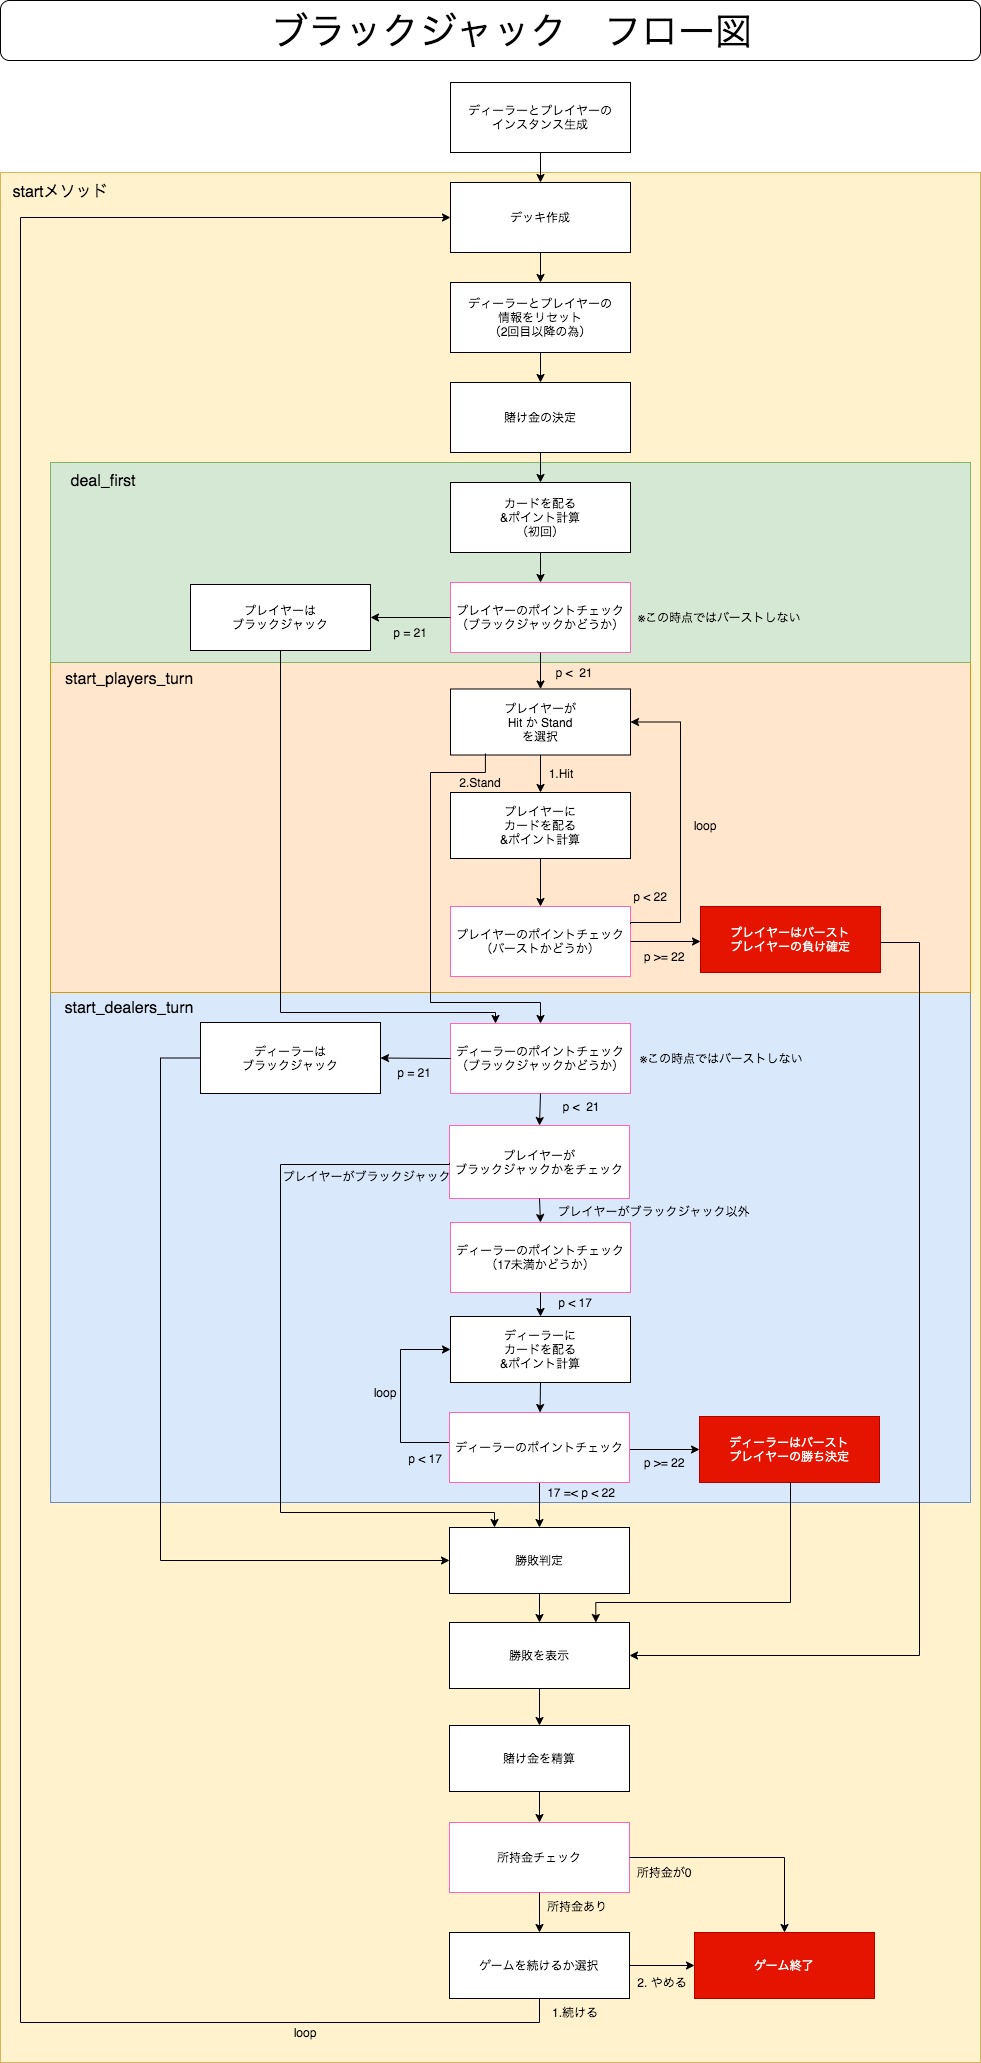 ブラックジャック　フロー図
ディーラーとプレイヤーの
インスタンス生成
startメソッド
デッキ作成
ディーラーとプレイヤーの
情報をリセット
（2回目以降の為）
賭け金の決定
deal_first
カードを配る
&ポイント計算
（初回）
プレイヤーは
ブラックジャック
p = 21
プレイヤーのポイントチェック
（ブラックジャックかどうか）
※この時点ではバーストしない
p <  21
start_players_turn
プレイヤーが
Hit か Stand
を選択
2.Stand
1.Hit
プレイヤーに
カードを配る
&ポイント計算
loop
p < 22
プレイヤーのポイントチェック
（バーストかどうか）
p >= 22
プレイヤーはバースト
プレイヤーの負け確定
start_dealers_turn
ディーラーは
ブラックジャック
p = 21
ディーラーのポイントチェック
（ブラックジャックかどうか）
※この時点ではバーストしない
p <  21
プレイヤーが
ブラックジャックかをチェック
プレイヤーがブラックジャック
プレイヤーがブラックジャック以外
ディーラーのポイントチェック
（17未満かどうか）
p < 17
ディーラーに
カードを配る
&ポイント計算
loop
p < 17
ディーラーのポイントチェック
p >= 22
ディーラーはバースト
プレイヤーの勝ち決定
17 =< p < 22
勝敗判定
勝敗を表示
賭け金を精算
所持金チェック
所持金が0
所持金あり
ゲームを続けるか選択
2. やめる
ゲーム終了
1.続ける
loop